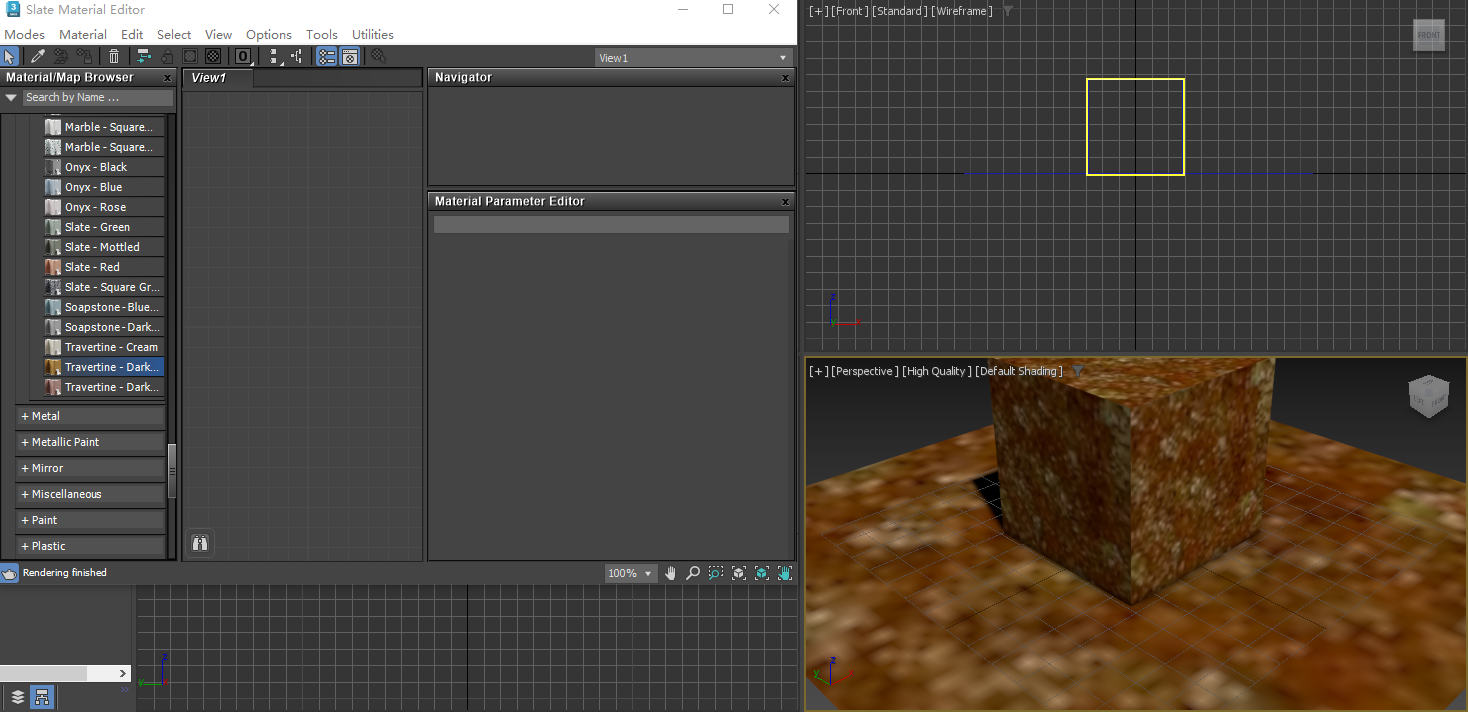 Slate Material Editor
Modes Material Edit Select View Options Tools Utilities
View1
Material/Map Browser
Search by Name ...
Marble - Square...
Marble - Square...
Onyx - Black
Onyx - Blue
Onyx - Rose
Slate - Green
Slate - Mottled
Slate - Red
Slate - Square Gr...
Soapstone - Blue...
Soapstone - Dark...
Travertine - Cream
Travertine - Dark...
Travertine - Dark...
+ Metal
+ Metallic Paint
+ Mirror
+ Miscellaneous
+ Paint
+ Plastic
View1
Navigator
Material Parameter Editor
Rendering finished
100%
z
y
[+] [Front ] [Standard ] [Wireframe ]
FRONT
z
[+] [Perspective ] [High Quality ] [Default Shading ]
FRONT
z
y